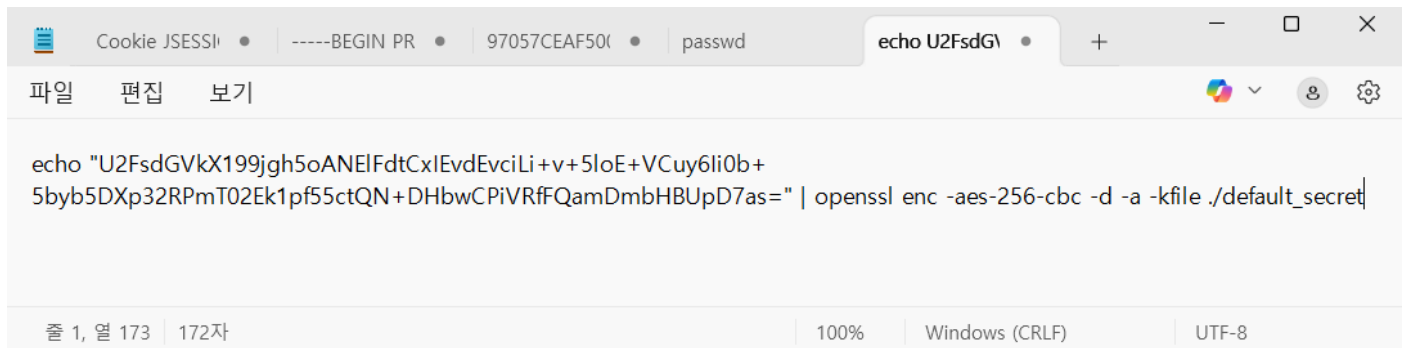 Cookie JSESSI
-----BEGIN PR
97057CEAF50(
passwd
echo U2FsdG\
파일 편집 보기
echo "U2FsdGVkX199jgh5oANElFdtCxIEvdEvciLi+v+5loE+VCuy6Ii0b+
5byb5DXp32RPmT02Ek1pf55ctQN+DHbwCPiVRfFQamDmbHBUpD7as=" | openssl enc -aes-256-cbc -d -a -kfile ./default_secret
줄 1, 열 173 172자 100% Windows (CRLF) UTF-8